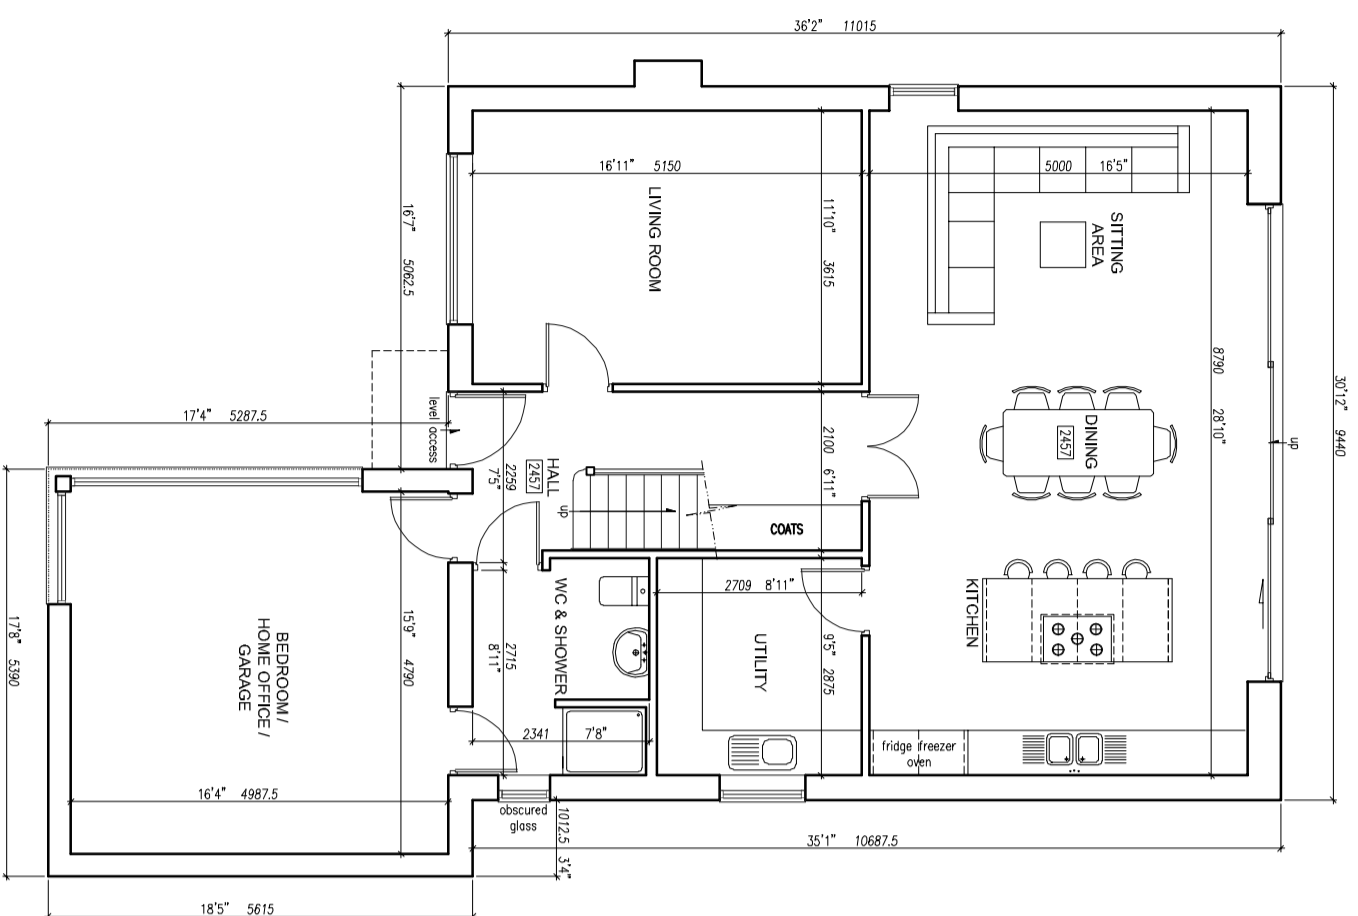 36'2" 11015
16'11" 5150
5000 16'5"
LIVING ROOM
11'10" 3615
SITTING
AREA
16'7" 5062.5
8790 28'10"
30'12" 9440
up
level access
17'4" 5287.5
HALL
2457
2259
7'5"
up
2100 6'11"
COATS
DINING
2457
KITCHEN
2709 8'11"
WC & SHOWER
UTILITY
9'5" 2875
2715
8'11"
15'9" 4790
BEDROOM /
HOME OFFICE /
GARAGE
17'8" 5390
2341 7'8"
fridge freezer
oven
16'4" 4987.5
obscured
glass
1012.5 3'4"
35'1" 10687.5
18'5" 5615